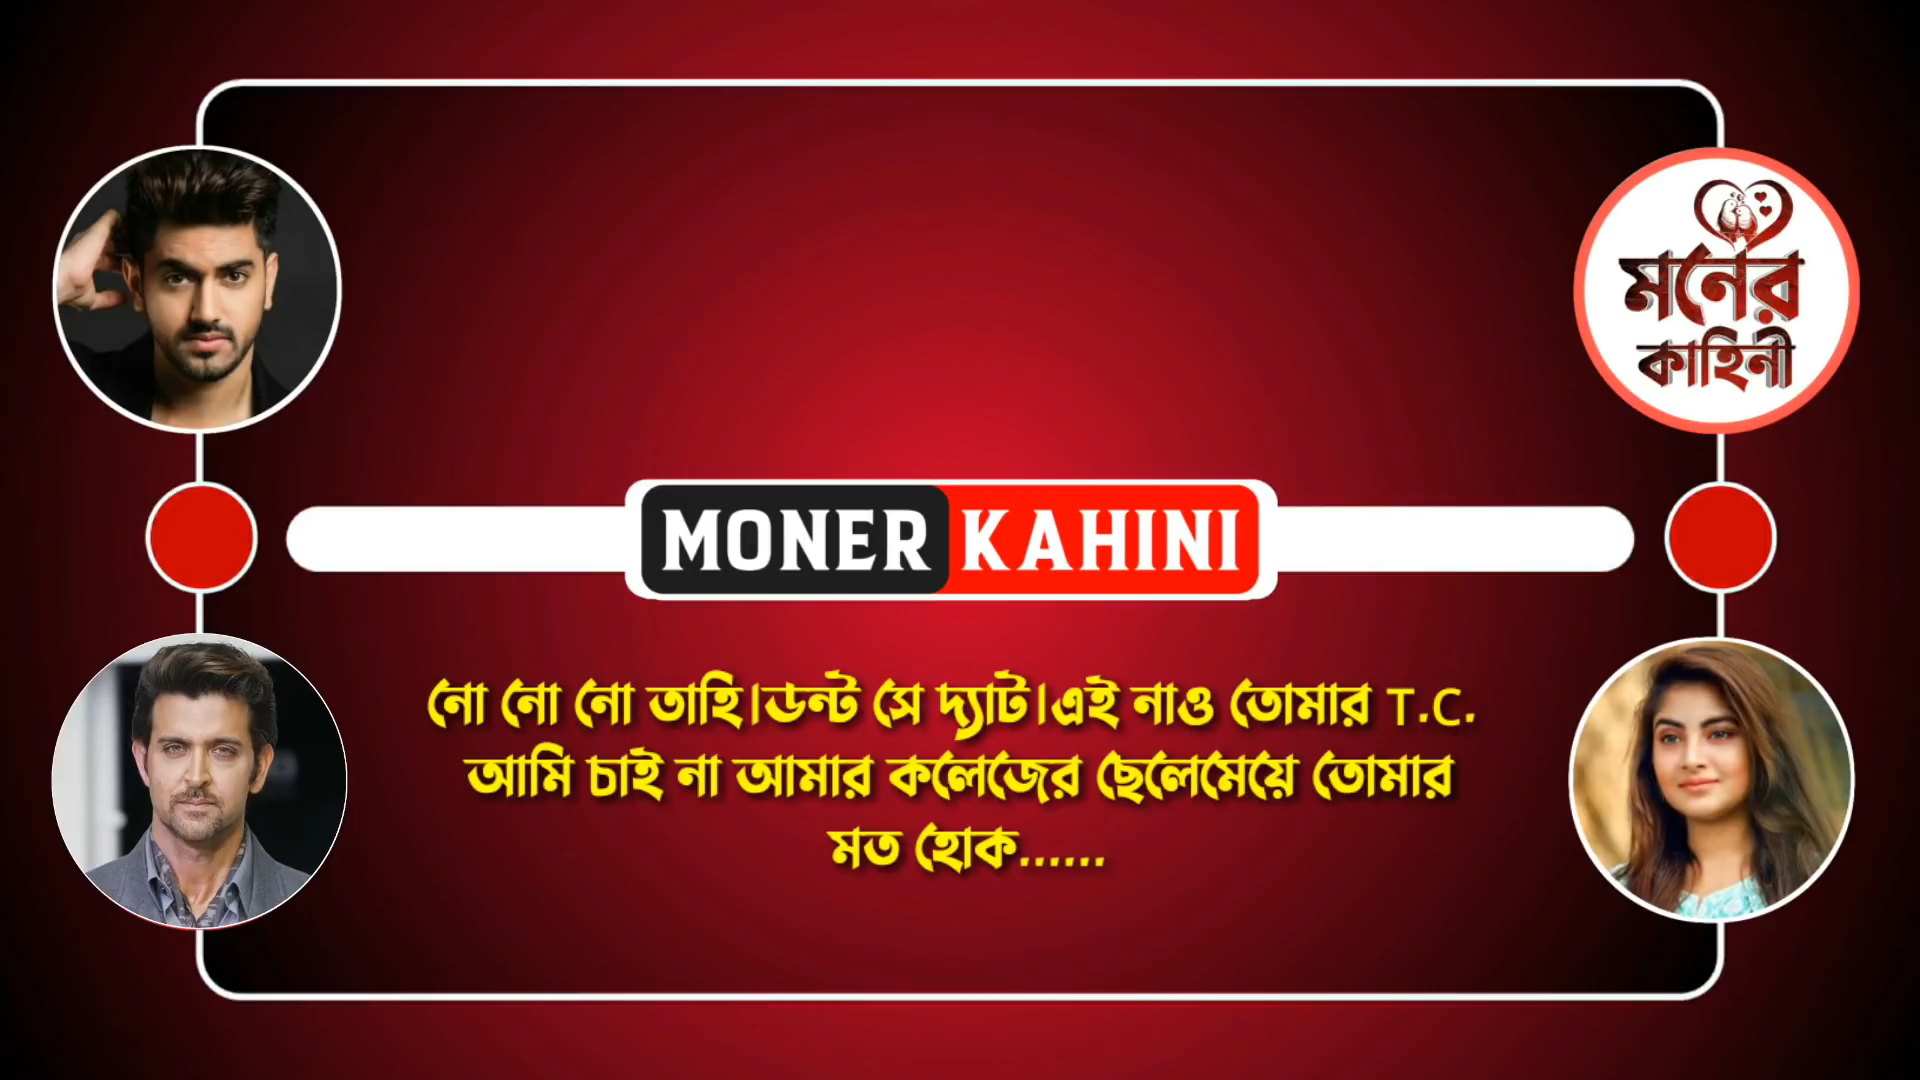 মনের
কাহিনী
MONER KAHINI
নো নো নো তাহি।ডন্ট সে দ্যাট।এই নাও তোমার T.C.
আমি চাই না আমার কলেজের ছেলেমেয়ে তোমার
মত হোক......